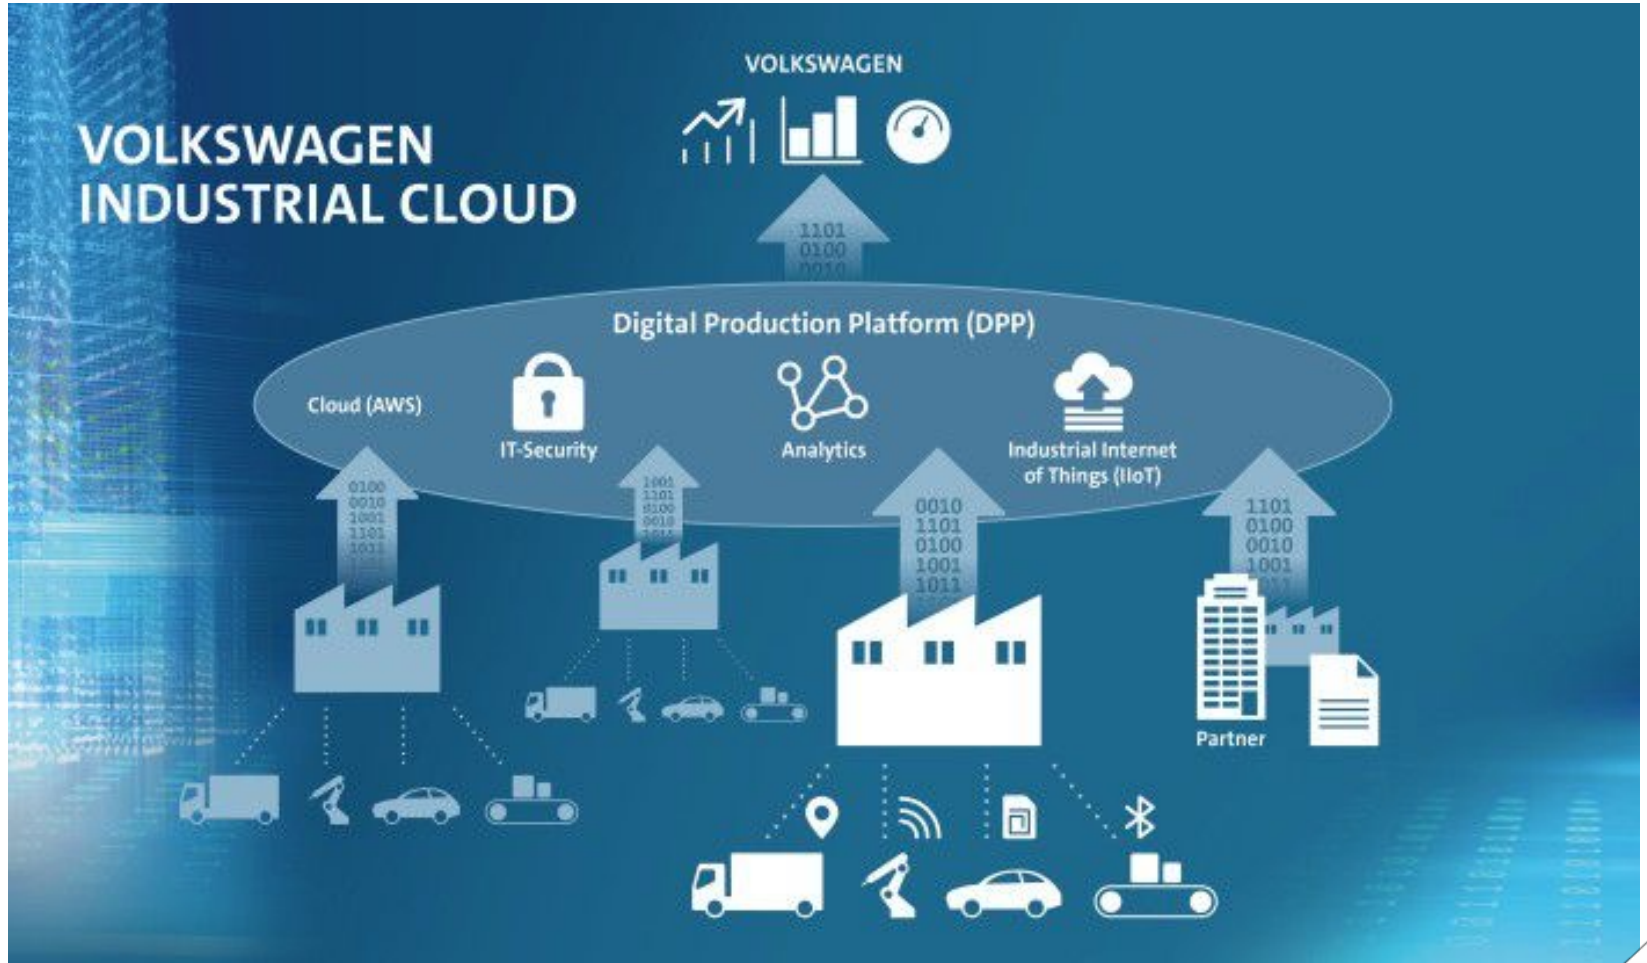 VOLKSWAGEN
INDUSTRIAL CLOUD
VOLKSWAGEN
1101
0100
0010
Digital Production Platform (DPP)
Cloud (AWS)
IT-Security
Analytics
Industrial Internet
of Things (IIoT)
0100
0010
1001
1101
1011
1001
1101
0100
0010
1011
0010
1101
0100
1001
1011
1101
0100
0010
1001
Partner